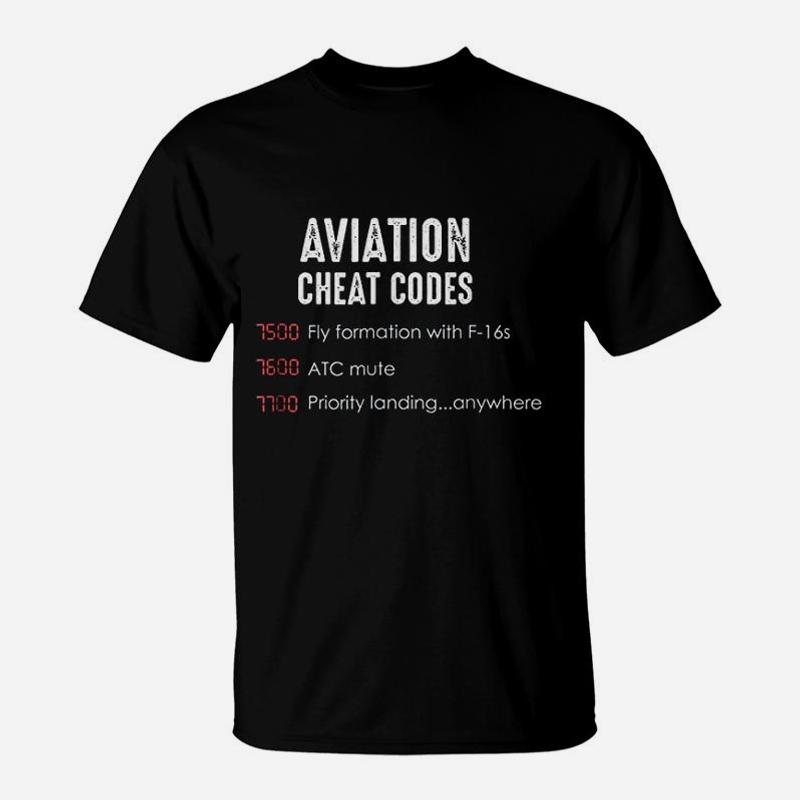 AVIATION
CHEAT CODES
7500 Fly formation with F-16s
7600 ATC mute
7700 Priority landing...anywhere